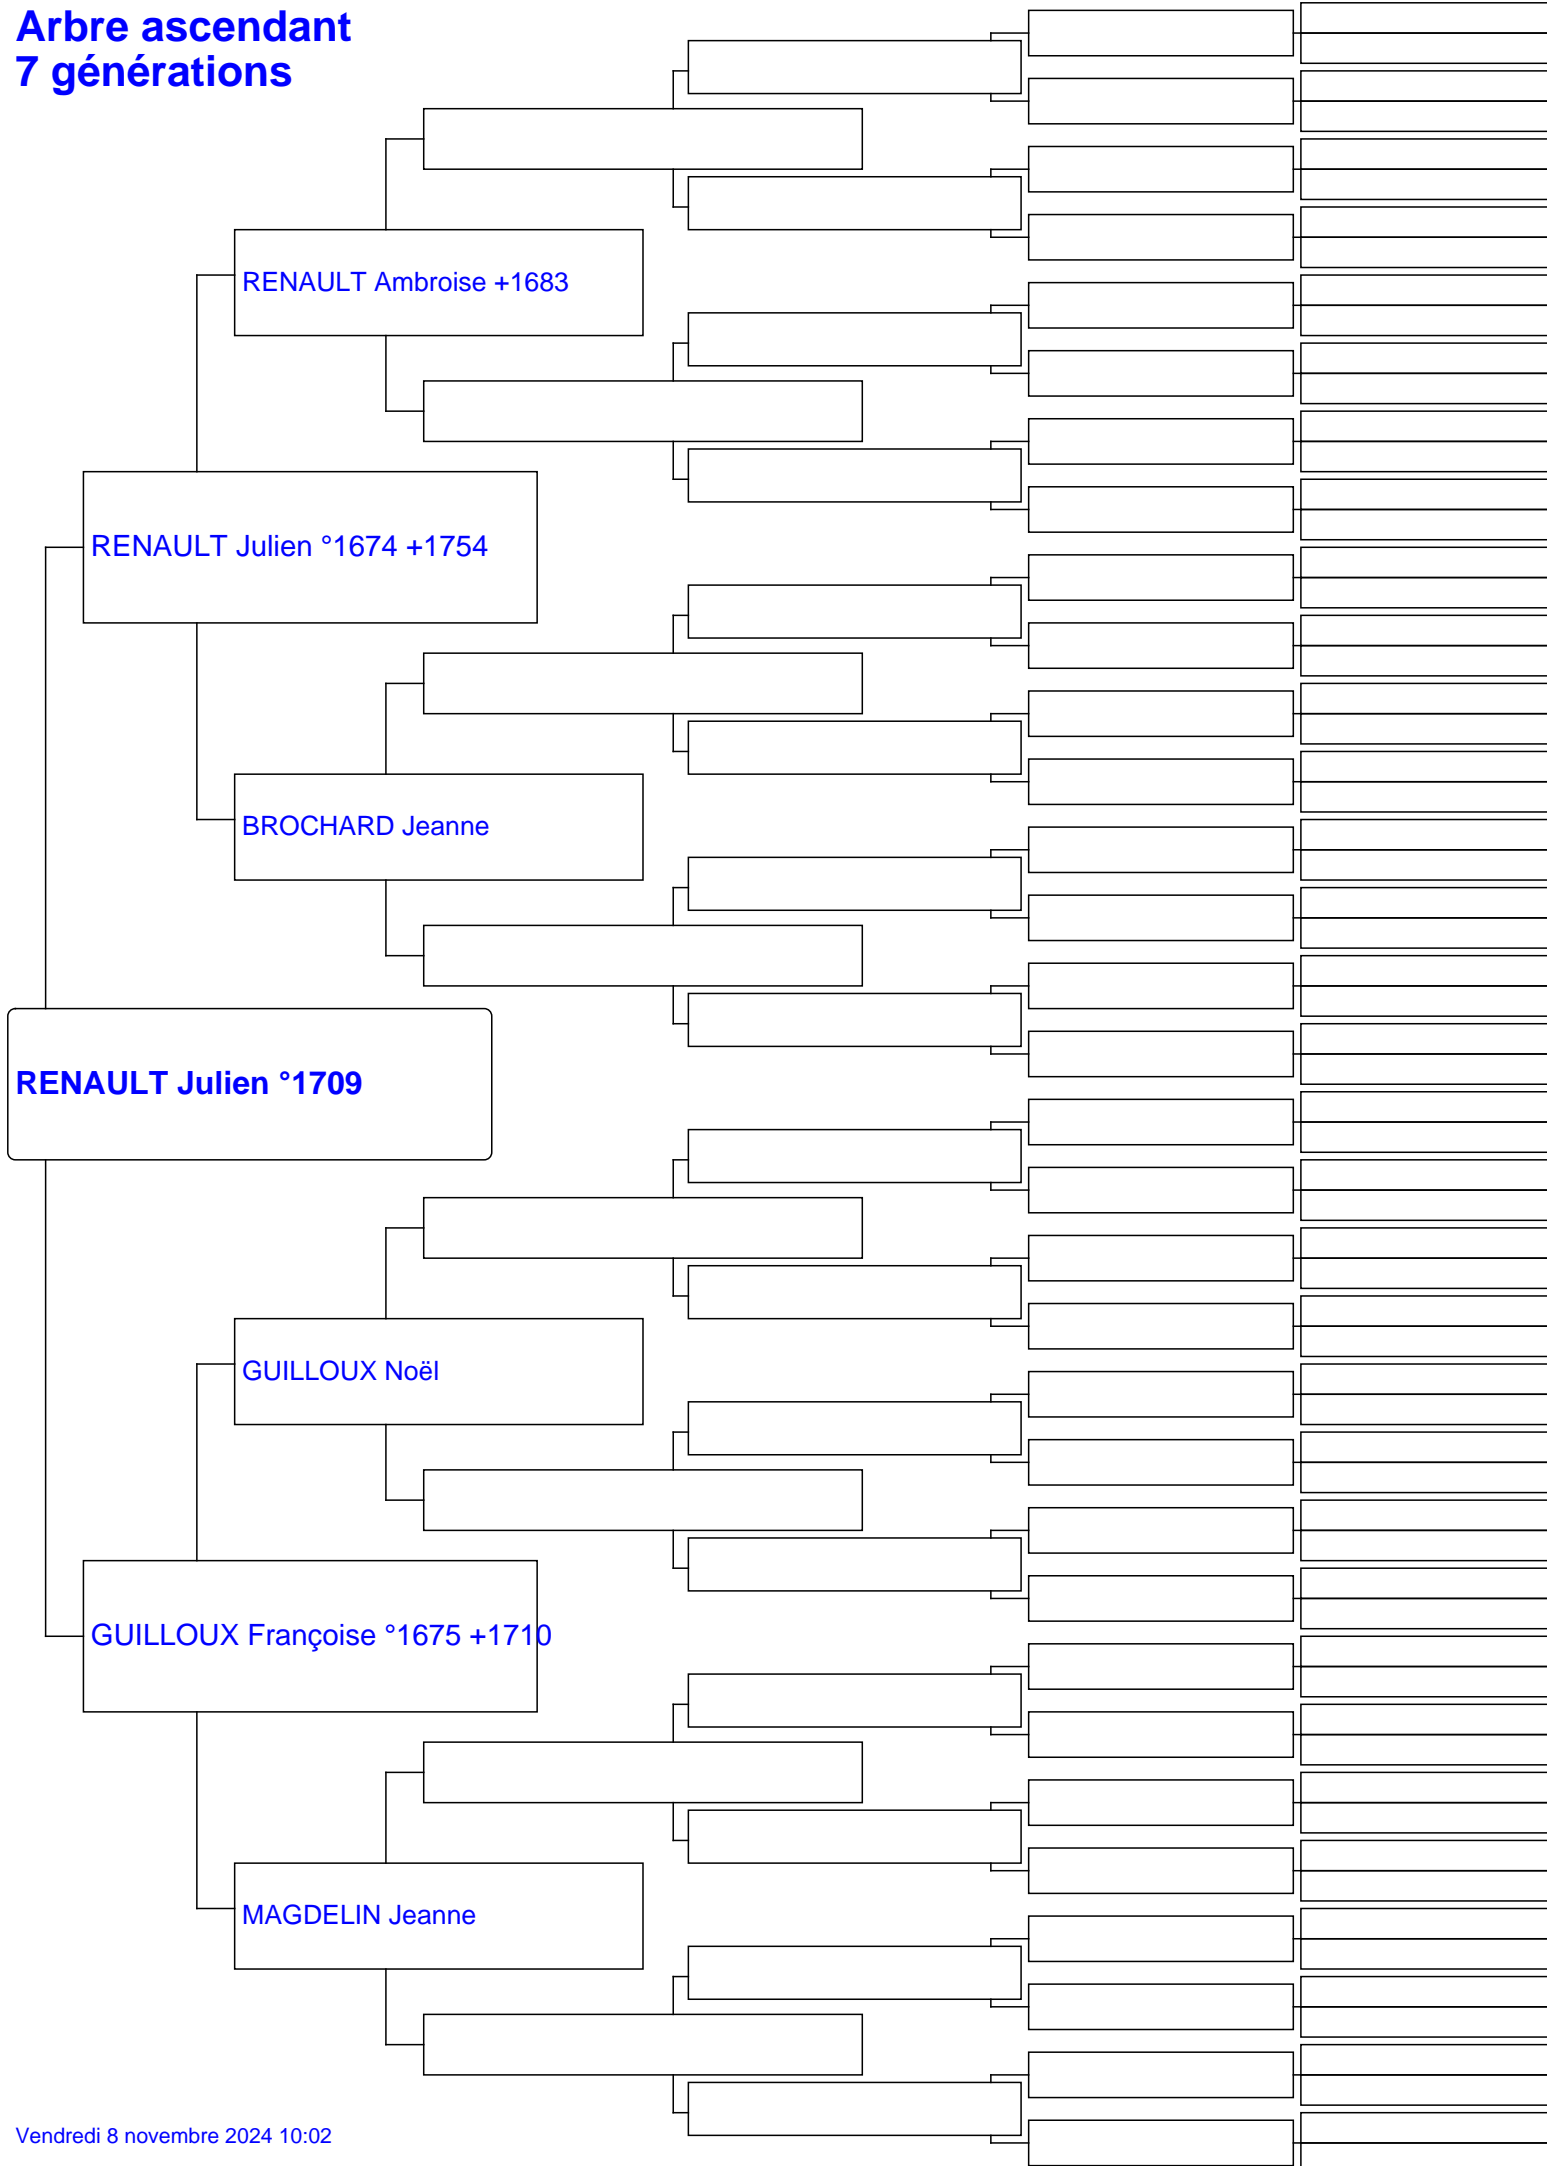 Arbre ascendant
7 générations
RENAULT Ambroise +1683
RENAULT Julien °1674 +1754
BROCHARD Jeanne
RENAULT Julien °1709
GUILLOUX Noël
GUILLOUX Françoise °1675 +1710
MAGDELIN Jeanne
Vendredi 8 novembre 2024 10:02